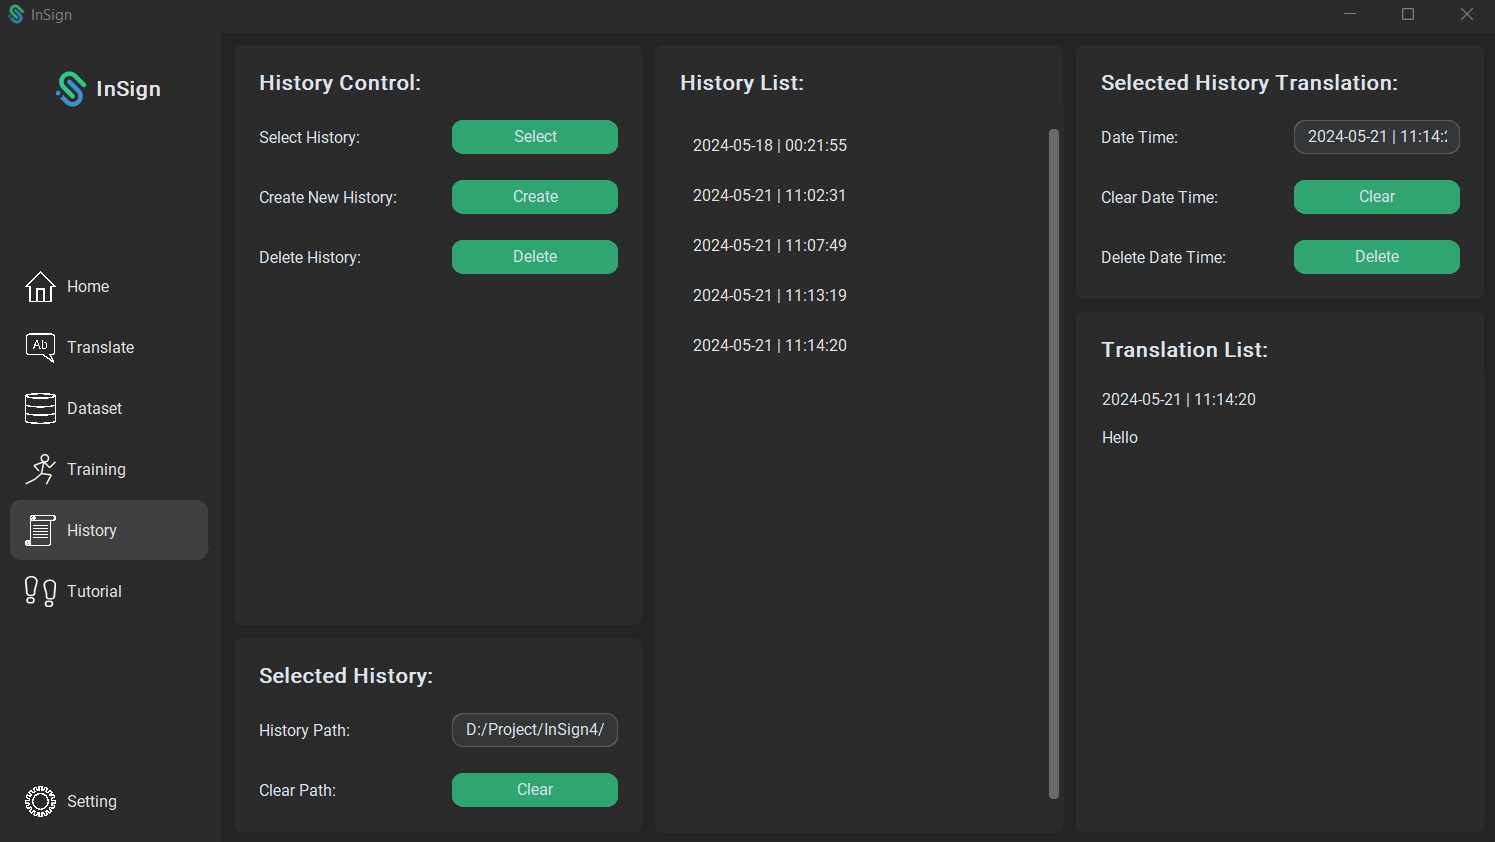 InSign
InSign
Home
Ab
Translate
Dataset
Training
History
Tutorial
Setting
History Control:
Select History:
Select
Create New History:
Create
Delete History:
Delete
Selected History:
History Path:
D:/Project/InSign4/
Clear Path:
Clear
History List:
2024-05-18 | 00:21:55
2024-05-21 | 11:02:31
2024-05-21 | 11:07:49
2024-05-21 | 11:13:19
2024-05-21 | 11:14:20
Selected History Translation:
Date Time:
2024-05-21 | 11:14:2
Clear Date Time:
Clear
Delete Date Time:
Delete
Translation List:
2024-05-21 | 11:14:20
Hello